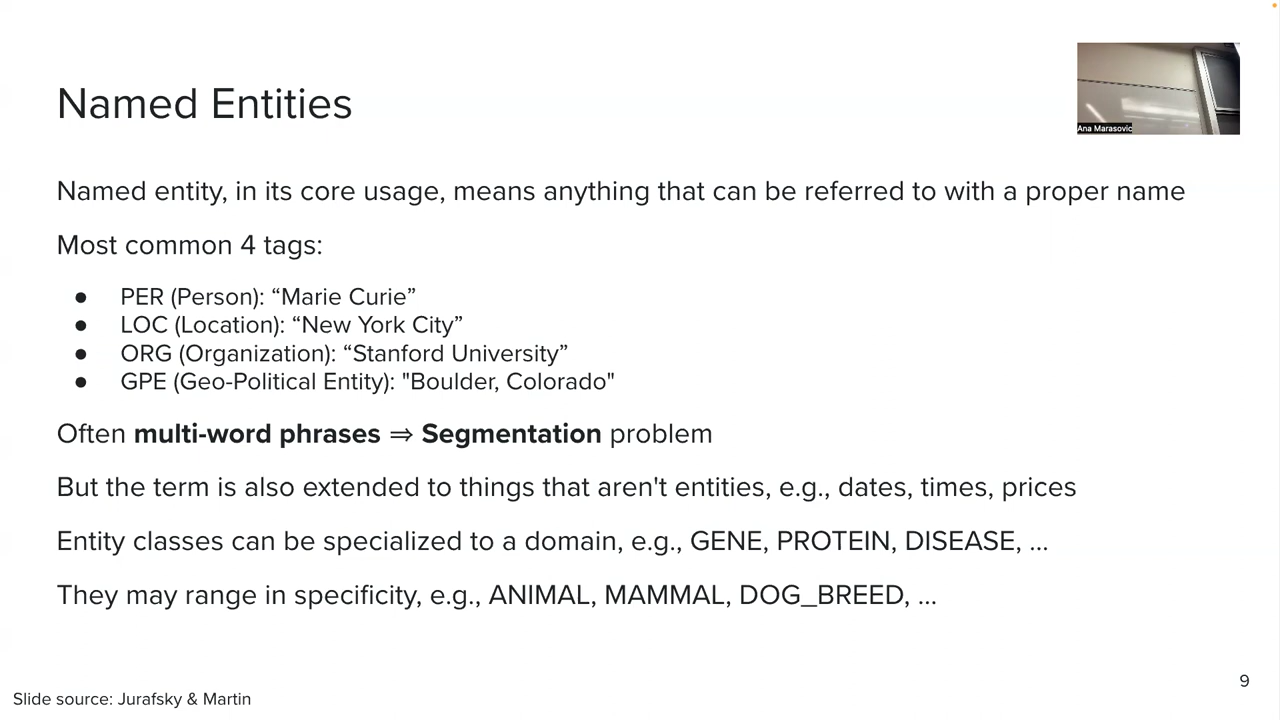 Named Entities
Ana Marasovic
Named entity, in its core usage, means anything that can be referred to with a proper name
Most common 4 tags:
● PER (Person): “Marie Curie”
● LOC (Location): “New York City”
● ORG (Organization): “Stanford University”
● GPE (Geo-Political Entity): "Boulder, Colorado"
Often multi-word phrases ⇒ Segmentation problem
But the term is also extended to things that aren't entities, e.g., dates, times, prices
Entity classes can be specialized to a domain, e.g., GENE, PROTEIN, DISEASE, ...
They may range in specificity, e.g., ANIMAL, MAMMAL, DOG_BREED, ...
9
Slide source: Jurafsky & Martin